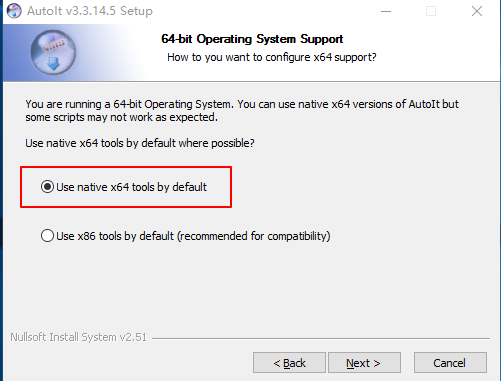 AutoIt v3.3.14.5 Setup
64-bit Operating System Support
How to you want to configure x64 support?
You are running a 64-bit Operating System. You can use native x64 versions of AutoIt but
some scripts may not work as expected.
Use native x64 tools by default where possible?
Use native x64 tools by default
Use x86 tools by default (recommended for compatibility)
Nullsoft Install System v2.51
< Back
Next >
Cancel